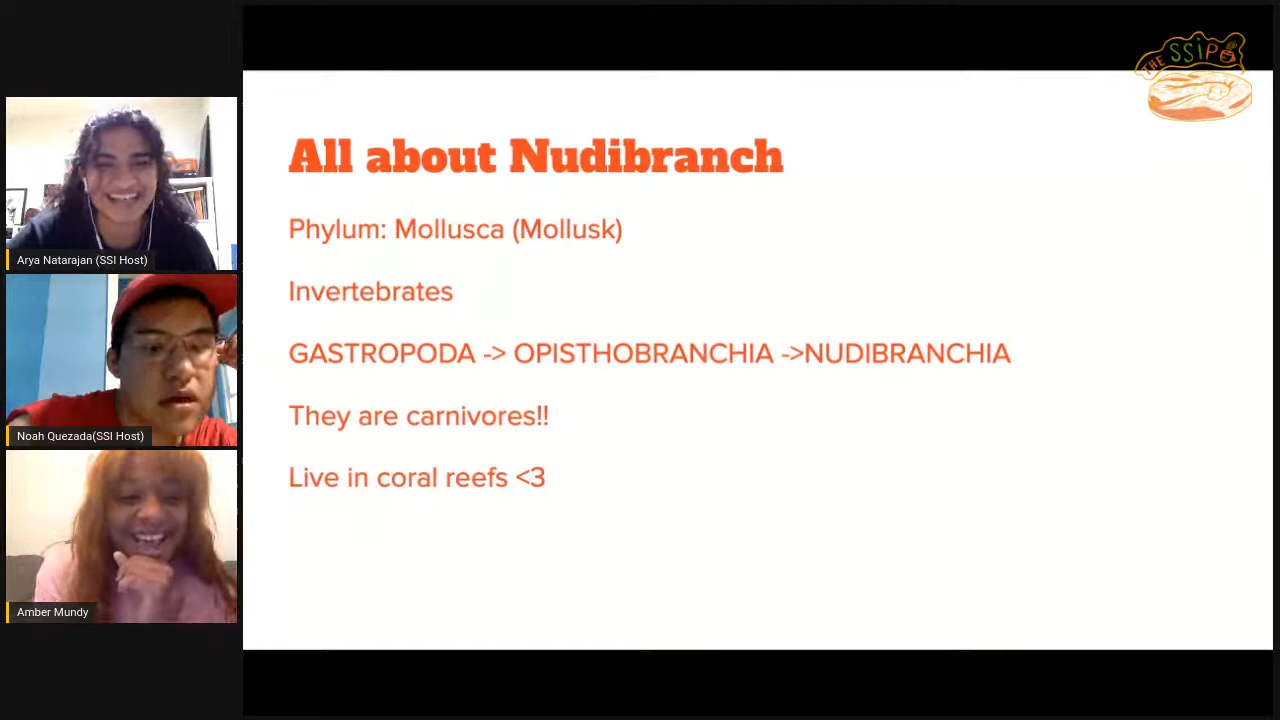 THE SSIP
All about Nudibranch
Phylum: Mollusca (Mollusk)
Invertebrates
GASTROPODA -> OPISTHOBRANCHIA ->NUDIBRANCHIA
They are carnivores!!
Live in coral reefs <3
Arya Natarajan (SSI Host)
Noah Quezada(SSI Host)
Amber Mundy